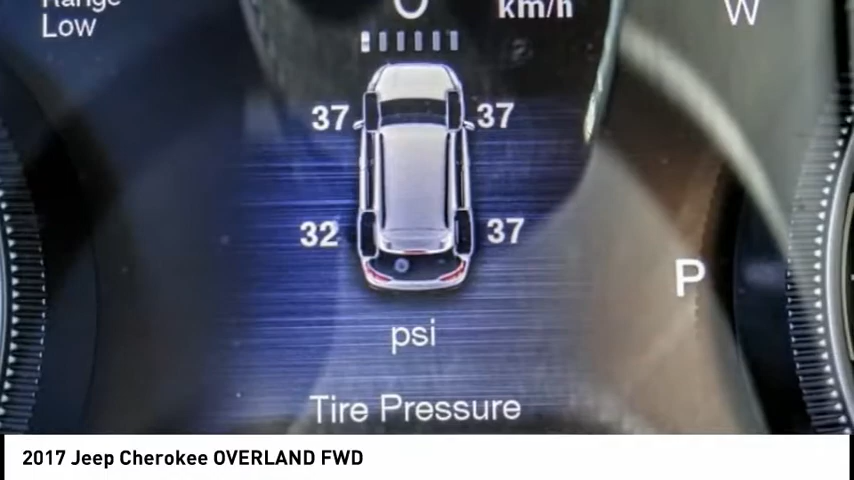 Range
Low
0
km/h
W
37
37
32
37
P
psi
Tire Pressure
2017 Jeep Cherokee OVERLAND FWD